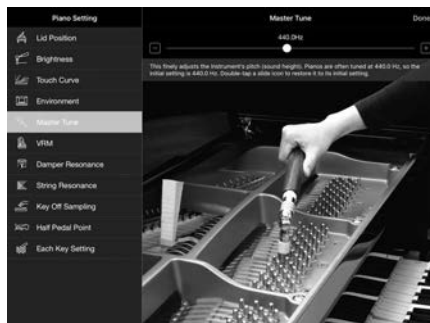 Piano Setting
Lid Position
Brightness
Touch Curve
Environment
Master Tune
VRM
Damper Resonance
String Resonance
Key Off Sampling
Half Pedal Point
Each Key Setting
Master Tune
Done
440.0Hz
This finely adjusts the instrument's pitch (sound height). Pianos are often tuned at 440.0 Hz, so the
initial setting is 440.0 Hz. Double-tap a slide icon to restore it to its initial setting.